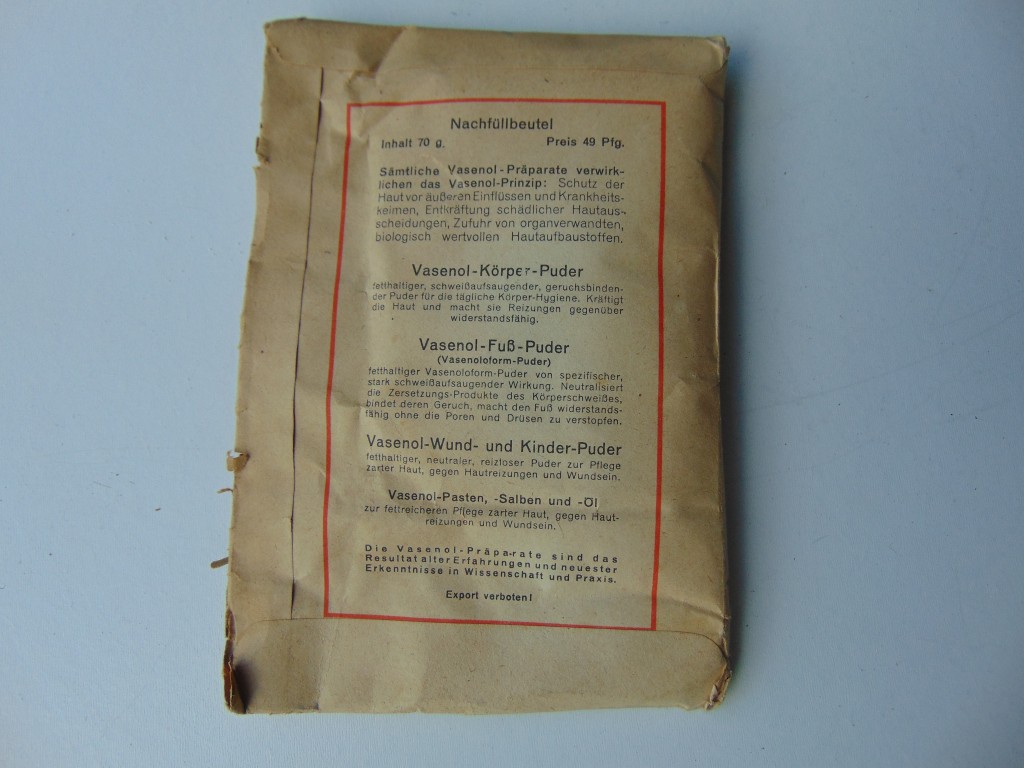 Nachfüllbeutel
Inhalt 70 g. Preis 49 Pfg.
Sämtliche Vasenol-Präparate verwirk-
lichen das Vasenol-Prinzip: Schutz der
Haut vor äußeren Einflüssen und Krankheits-
keimen, Entkräftung schädlicher Hautaus-
scheidungen, Zufuhr von organverwandten,
biologisch wertvollen Hautaufbaustoffen.
Vasenol-Körper-Puder
fetthaltiger, schweißaufsaugender, geruchsbinden-
der Puder für die tägliche Körper-Hygiene. Kräftigt
die Haut und macht sie Reizungen gegenüber
widerstandsfähig.
Vasenol-Fuß-Puder
(Vasenoloform-Puder)
fetthaltiger Vasenoloform-Puder von spezifischer,
stark schweißaufsaugender Wirkung. Neutralisiert
die Zersetzungs-Produkte des Körperschweißes,
bindet deren Geruch, macht den Fuß widerstands-
fähig ohne die Poren und Drüsen zu verstopfen.
Vasenol-Wund- und Kinder-Puder
fetthaltiger, neutraler, reizloser Puder zur Pflege
zarter Haut, gegen Hautreizungen und Wundsein.
Vasenol-Pasten, -Salben und -Öl
zur fettreicheren Pflege zarter Haut, gegen Haut-
reizungen und Wundsein.
Die Vasenol-Präparate sind das
Resultat alter Erfahrungen und neuester
Erkenntnisse in Wissenschaft und Praxis.
Export verboten!